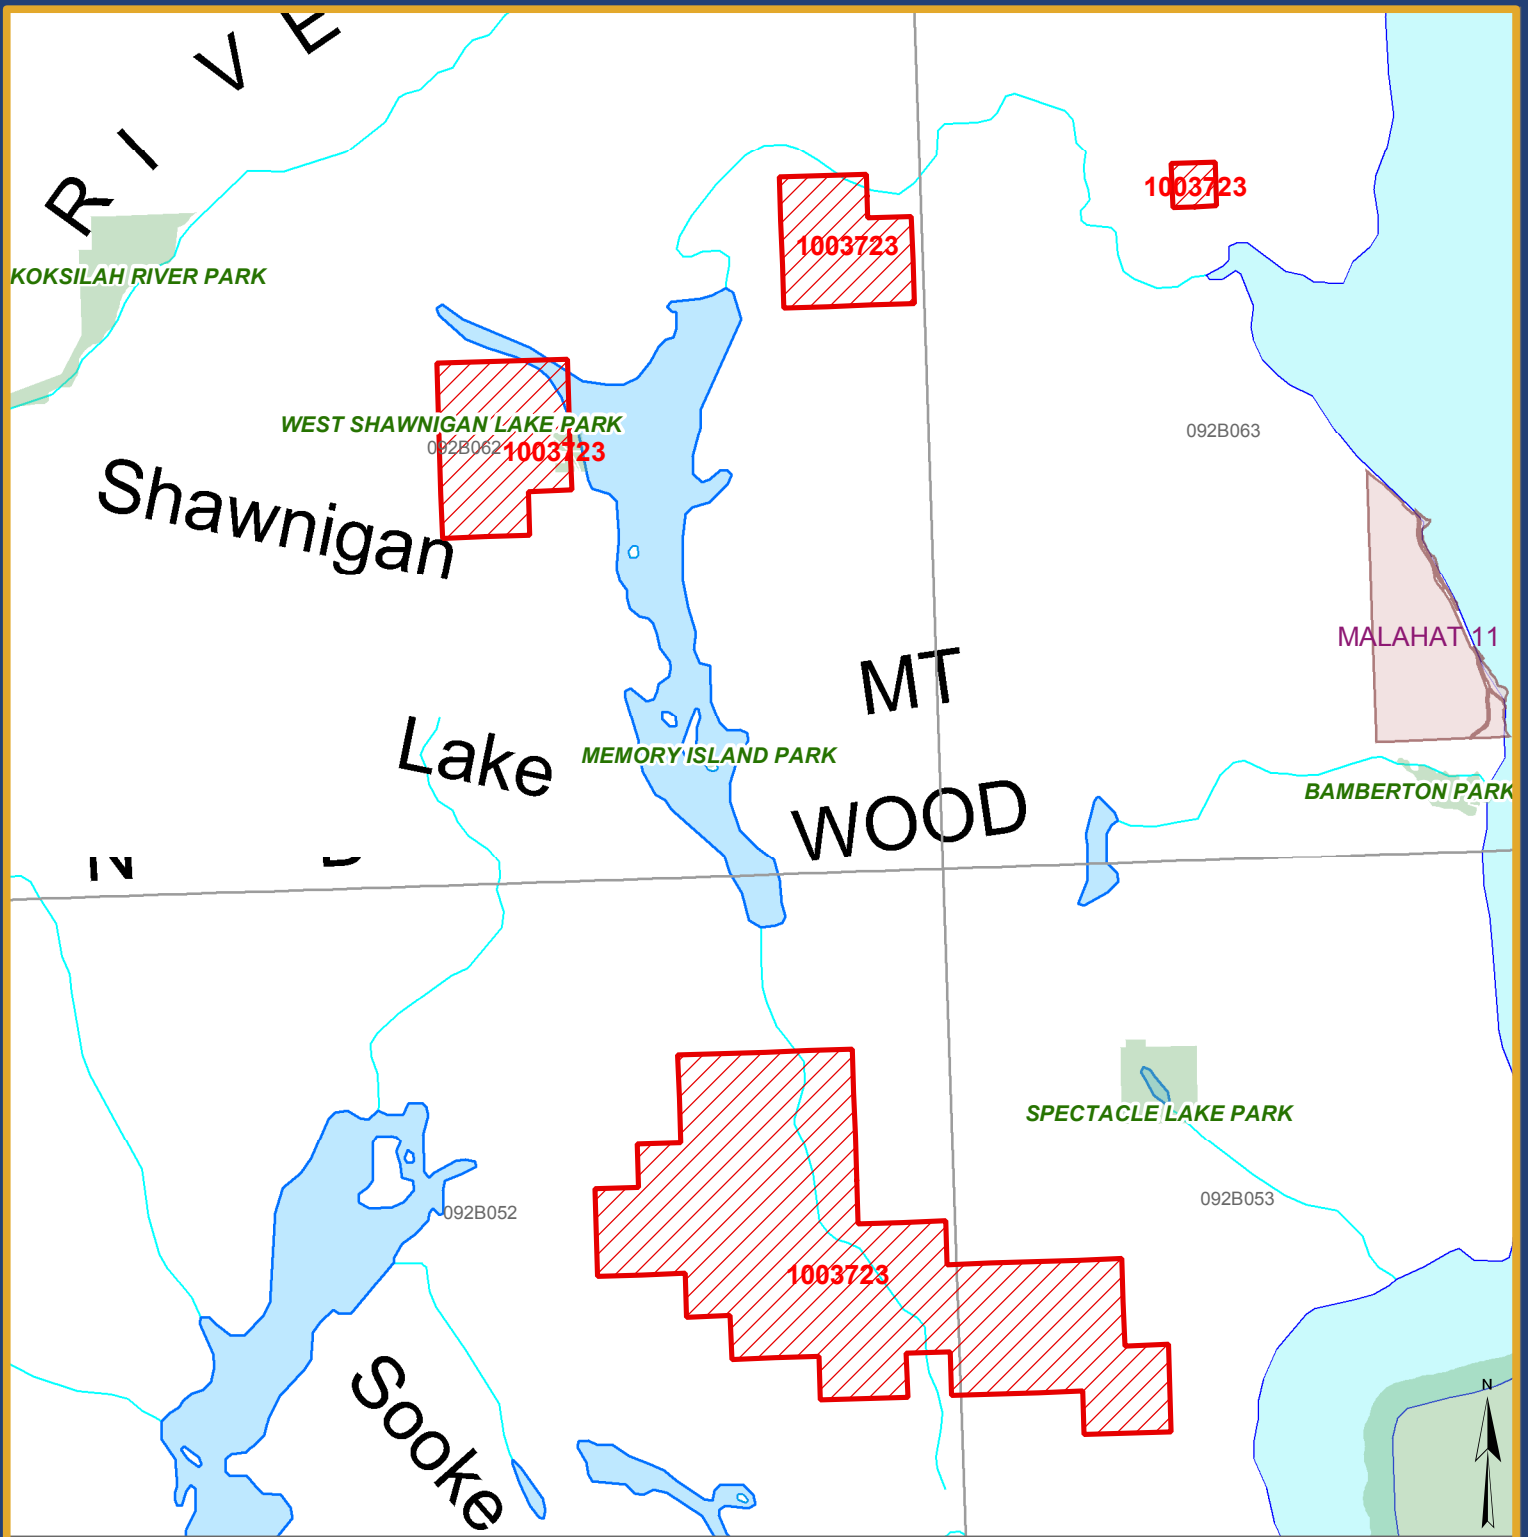 RIVE
1003723
1003723
KOKSILAH RIVER PARK
WEST SHAWNIGAN LAKE PARK
092B062
1003723
092B063
Shawnigan
MALAHAT 11
MT
Lake
MEMORY ISLAND PARK
BAMBERTON PARK
WOOD
SPECTACLE LAKE PARK
092B052
092B053
1003723
Sooke
N